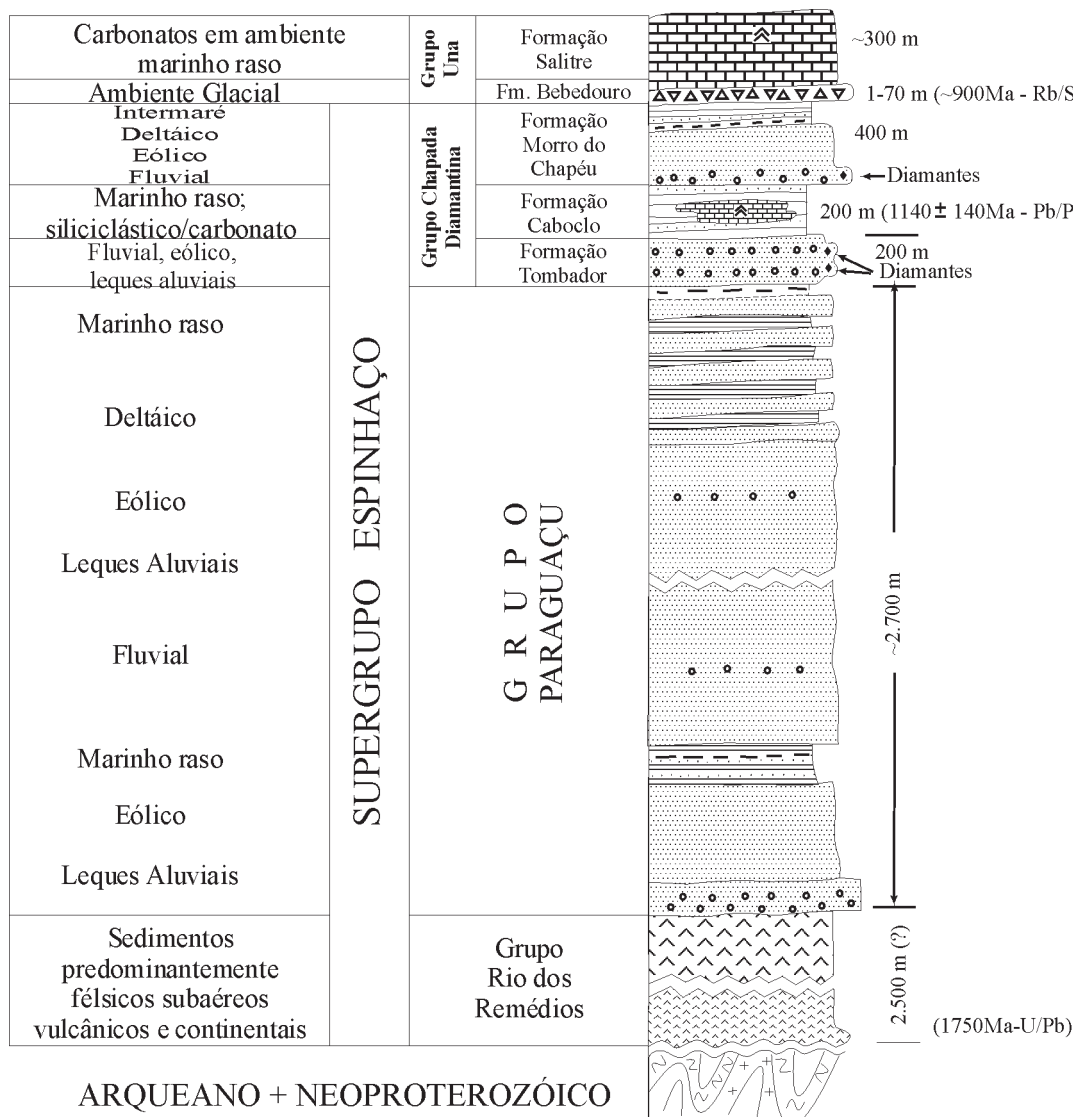 Carbonatos em ambiente
marinho raso
Grupo
Una
Formação
Salitre
~300 m
Ambiente Glacial
Fm. Bebedouro
1-70 m (~900Ma - Rb/S
Intermaré
Deltáico
Eólico
Fluvial
Grupo Chapada
Diamantina
Formação
Morro do
Chapéu
400 m
Diamantes
Marinho raso;
siliciclástico/carbonato
Formação
Caboclo
200 m (1140 ± 140Ma - Pb/P
Fluvial, eólico,
leques aluviais
Formação
Tombador
200 m
Diamantes
Marinho raso
Deltáico
Eólico
Leques Aluviais
Fluvial
Marinho raso
Eólico
Leques Aluviais
SUPERGRUPO ESPINHAÇO
GRUPO
PARAGUAÇU
~2.700 m
Sedimentos
predominantemente
félsicos subaéreos
vulcânicos e continentais
Grupo
Rio dos
Remédios
2.500 m (?)
(1750Ma-U/Pb)
ARQUEANO + NEOPROTEROZÓICO